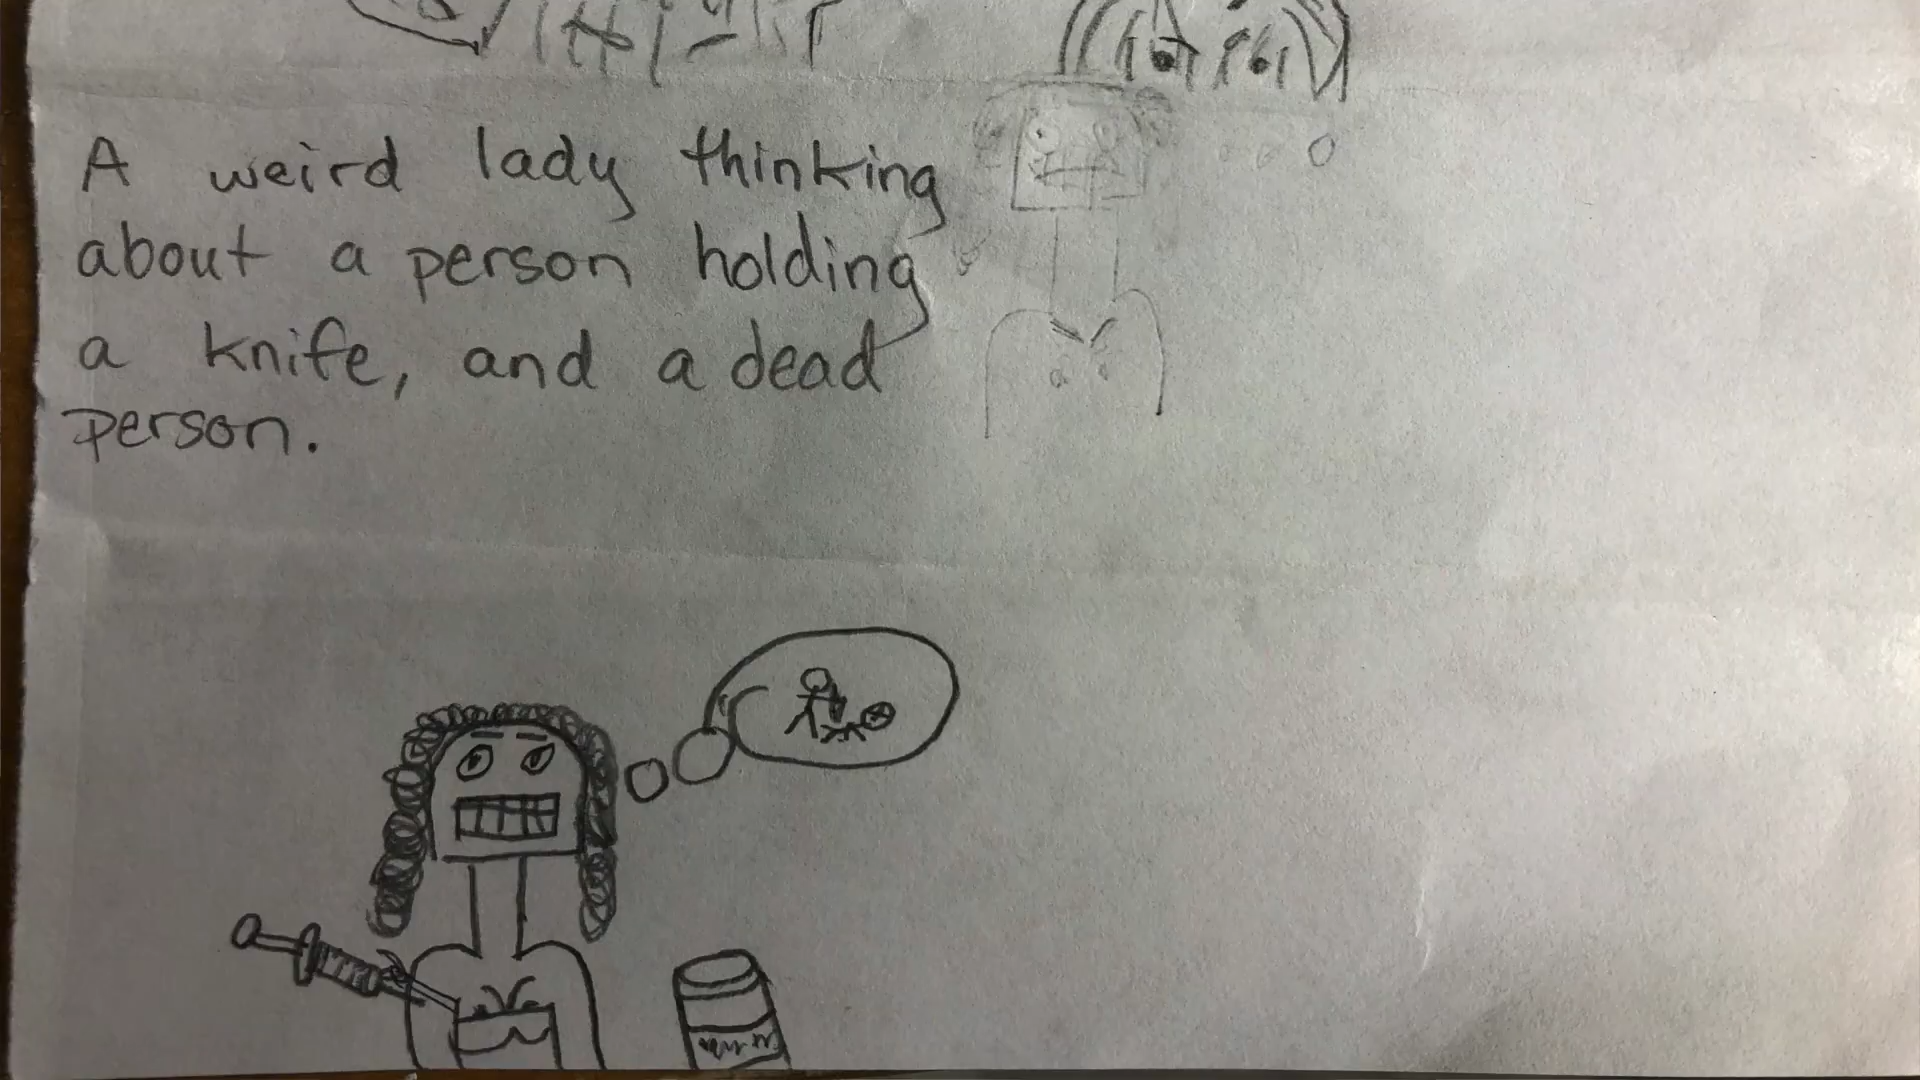 A weird lady thinking
about a person holding
a knife, and a dead
person.